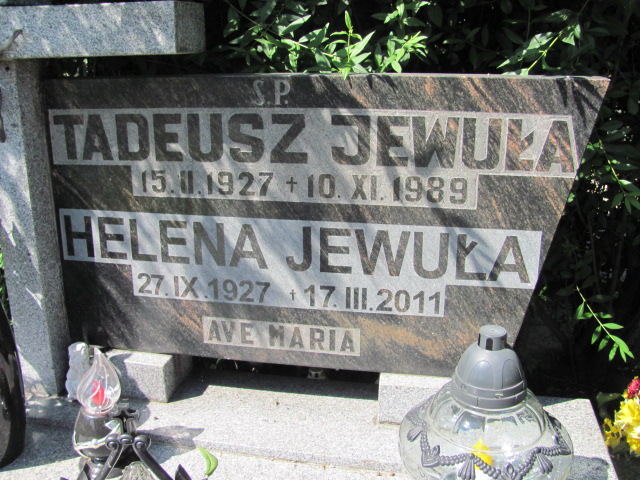 Ś.P.
TADEUSZ JEWUŁA
15.II.1927 + 10.XI.1989
HELENA JEWUŁA
27.IX.1927 + 17.III.2011
AVE MARIA